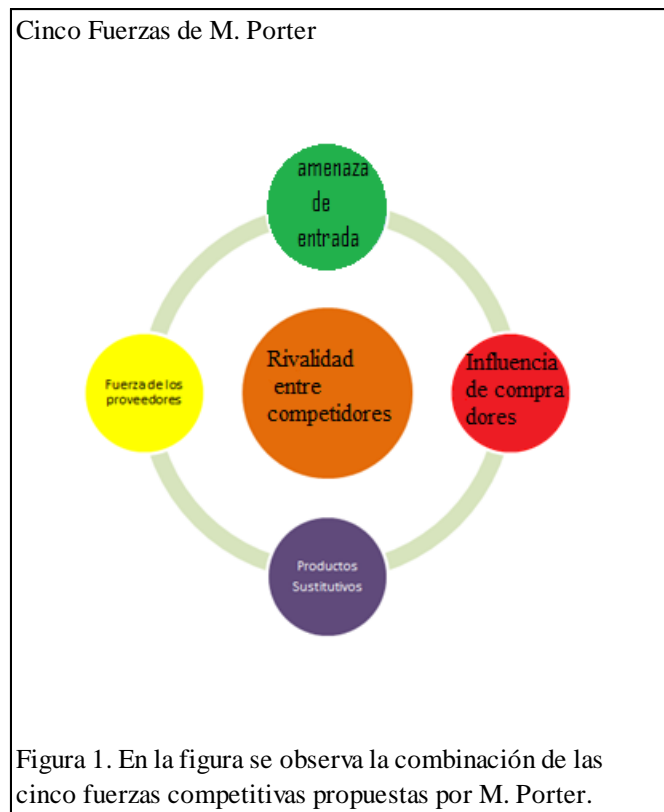 Cinco Fuerzas de M. Porter
amenaza
de
entrada
Fuerza de los
proveedores
Rivalidad
entre
competidores
Influencia
de compra
dores
Productos
Sustitutivos
Figura 1. En la figura se observa la combinación de las
cinco fuerzas competitivas propuestas por M. Porter.